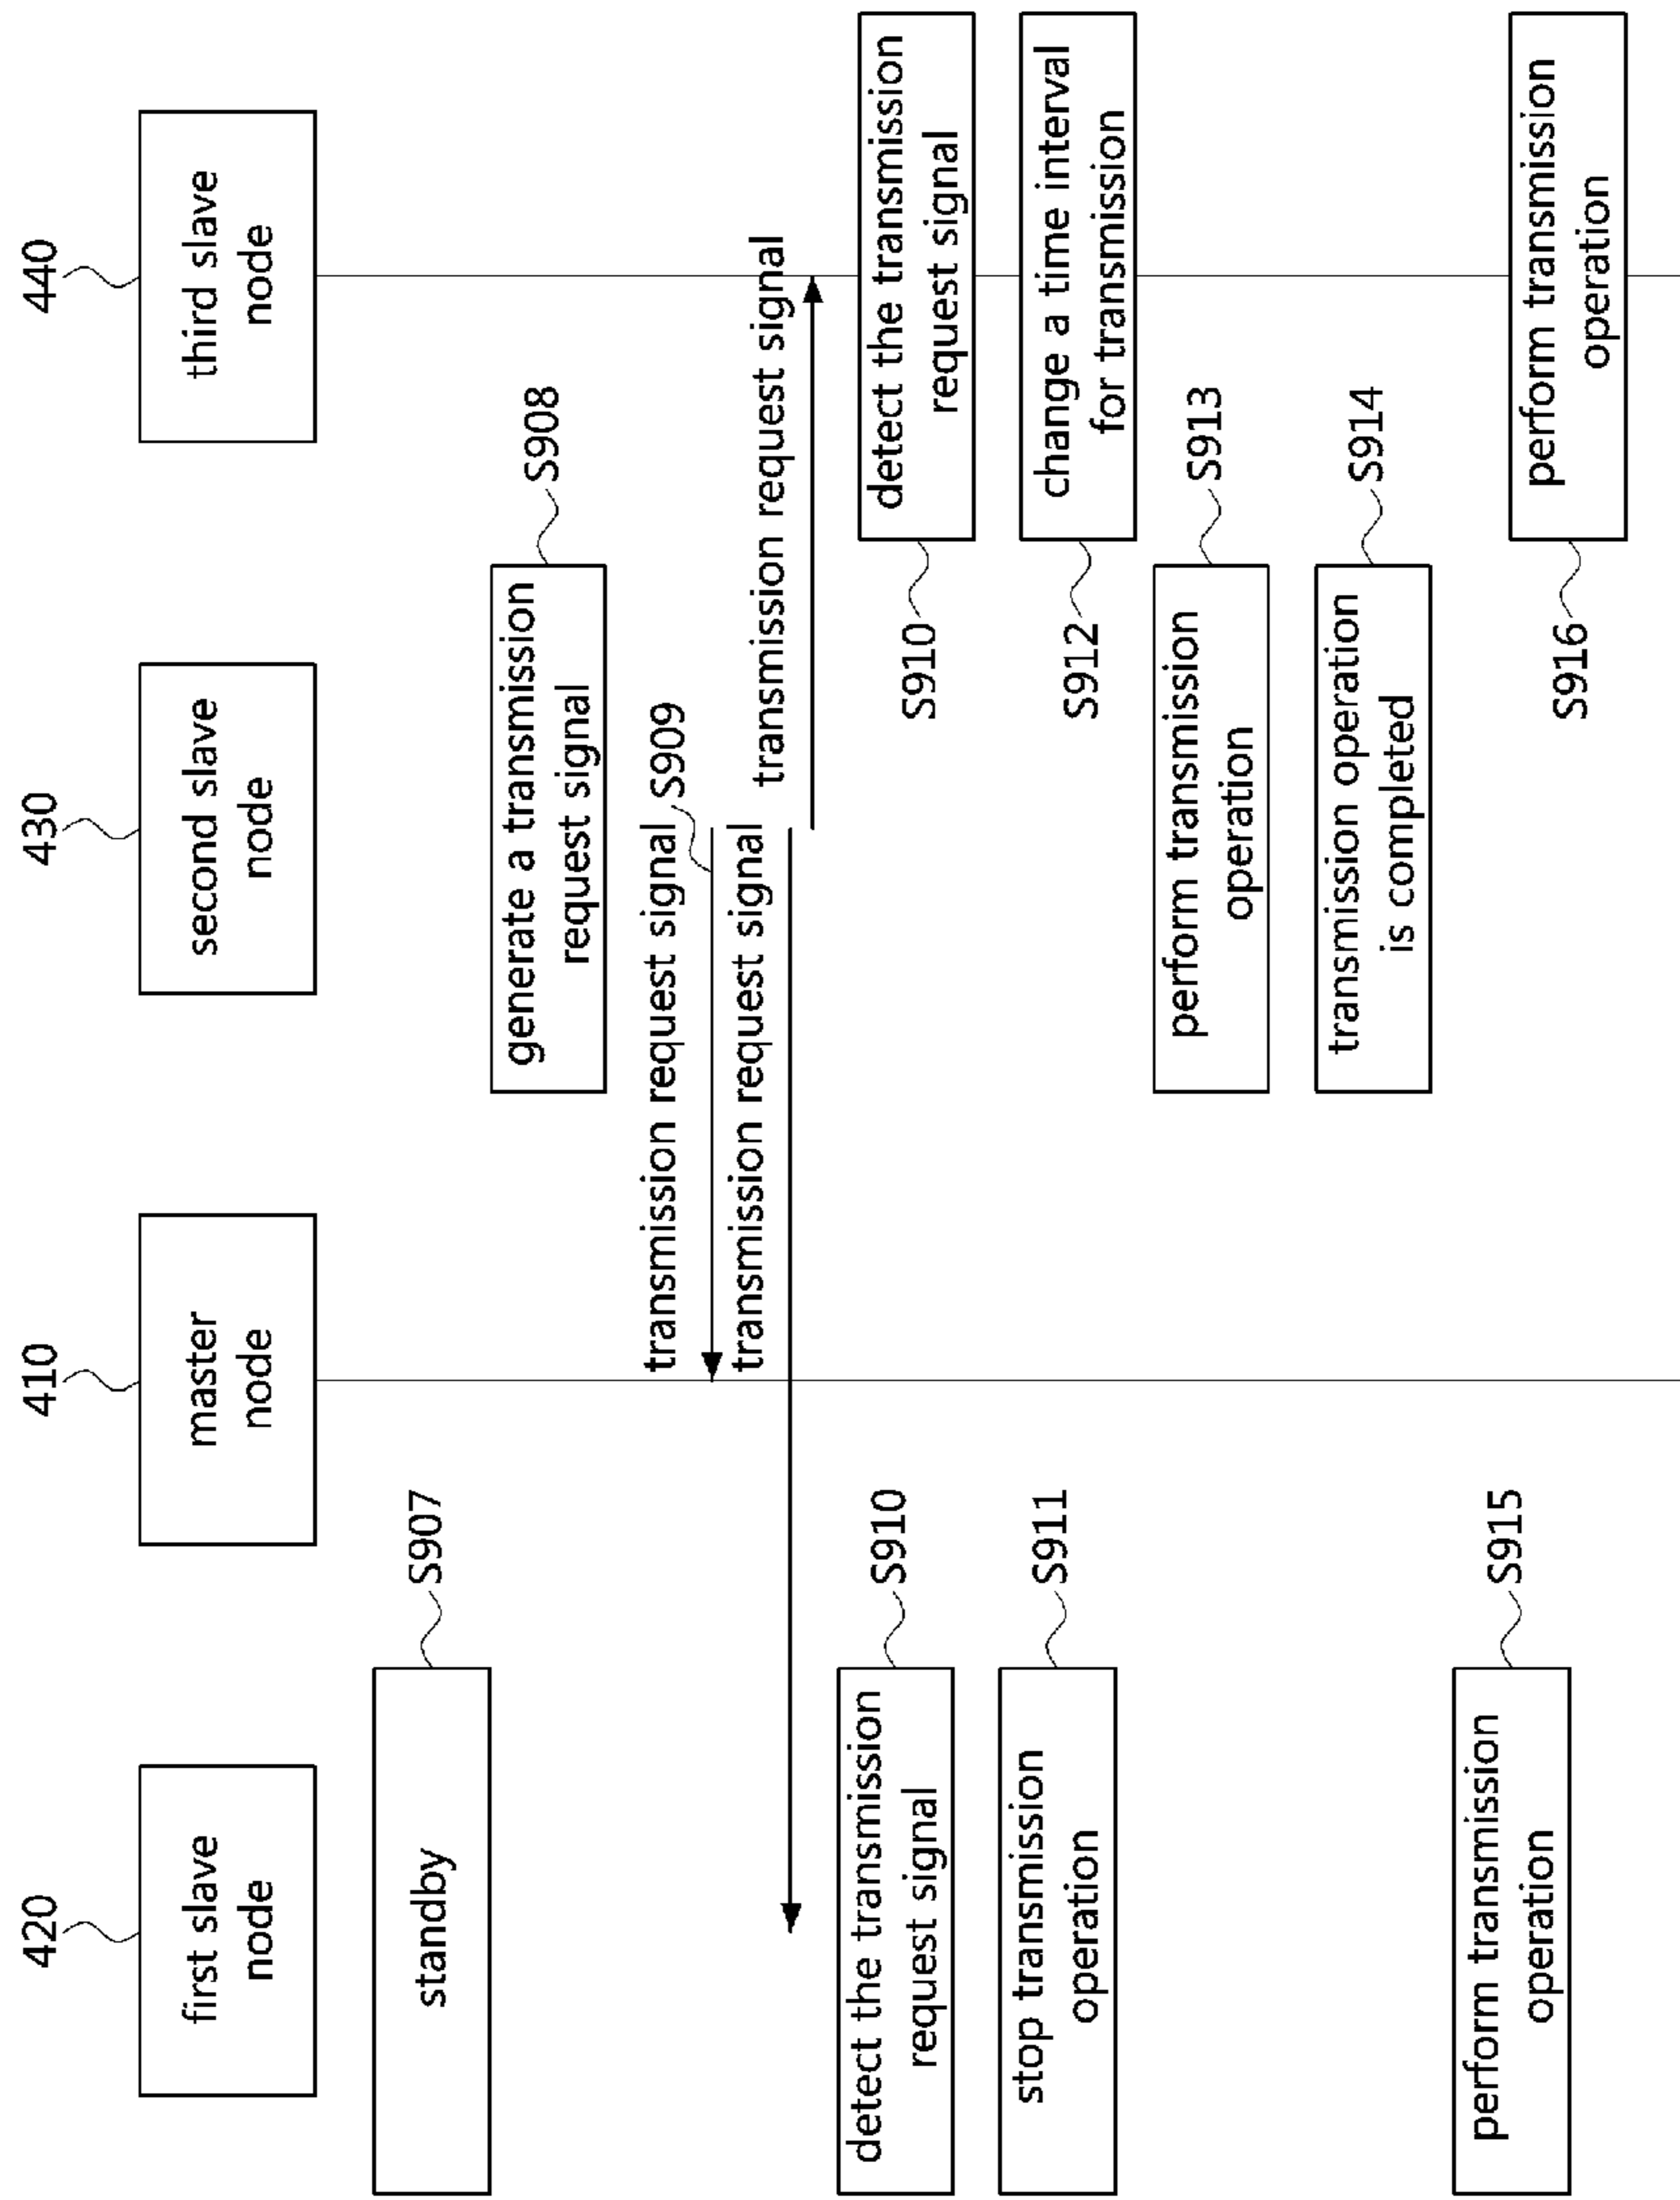 420
410
430
440
first slave
node
master
node
second slave
node
third slave
node
standby
S907
generate a transmission
request signal
S908
transmission request signal
S909
transmission request signal
transmission request signal
detect the transmission
request signal
S910
S910
detect the transmission
request signal
stop transmission
operation
S911
S912
change a time interval
for transmission
perform transmission
operation
S913
transmission operation
is completed
S914
perform transmission
operation
S915
S916
perform transmission
operation